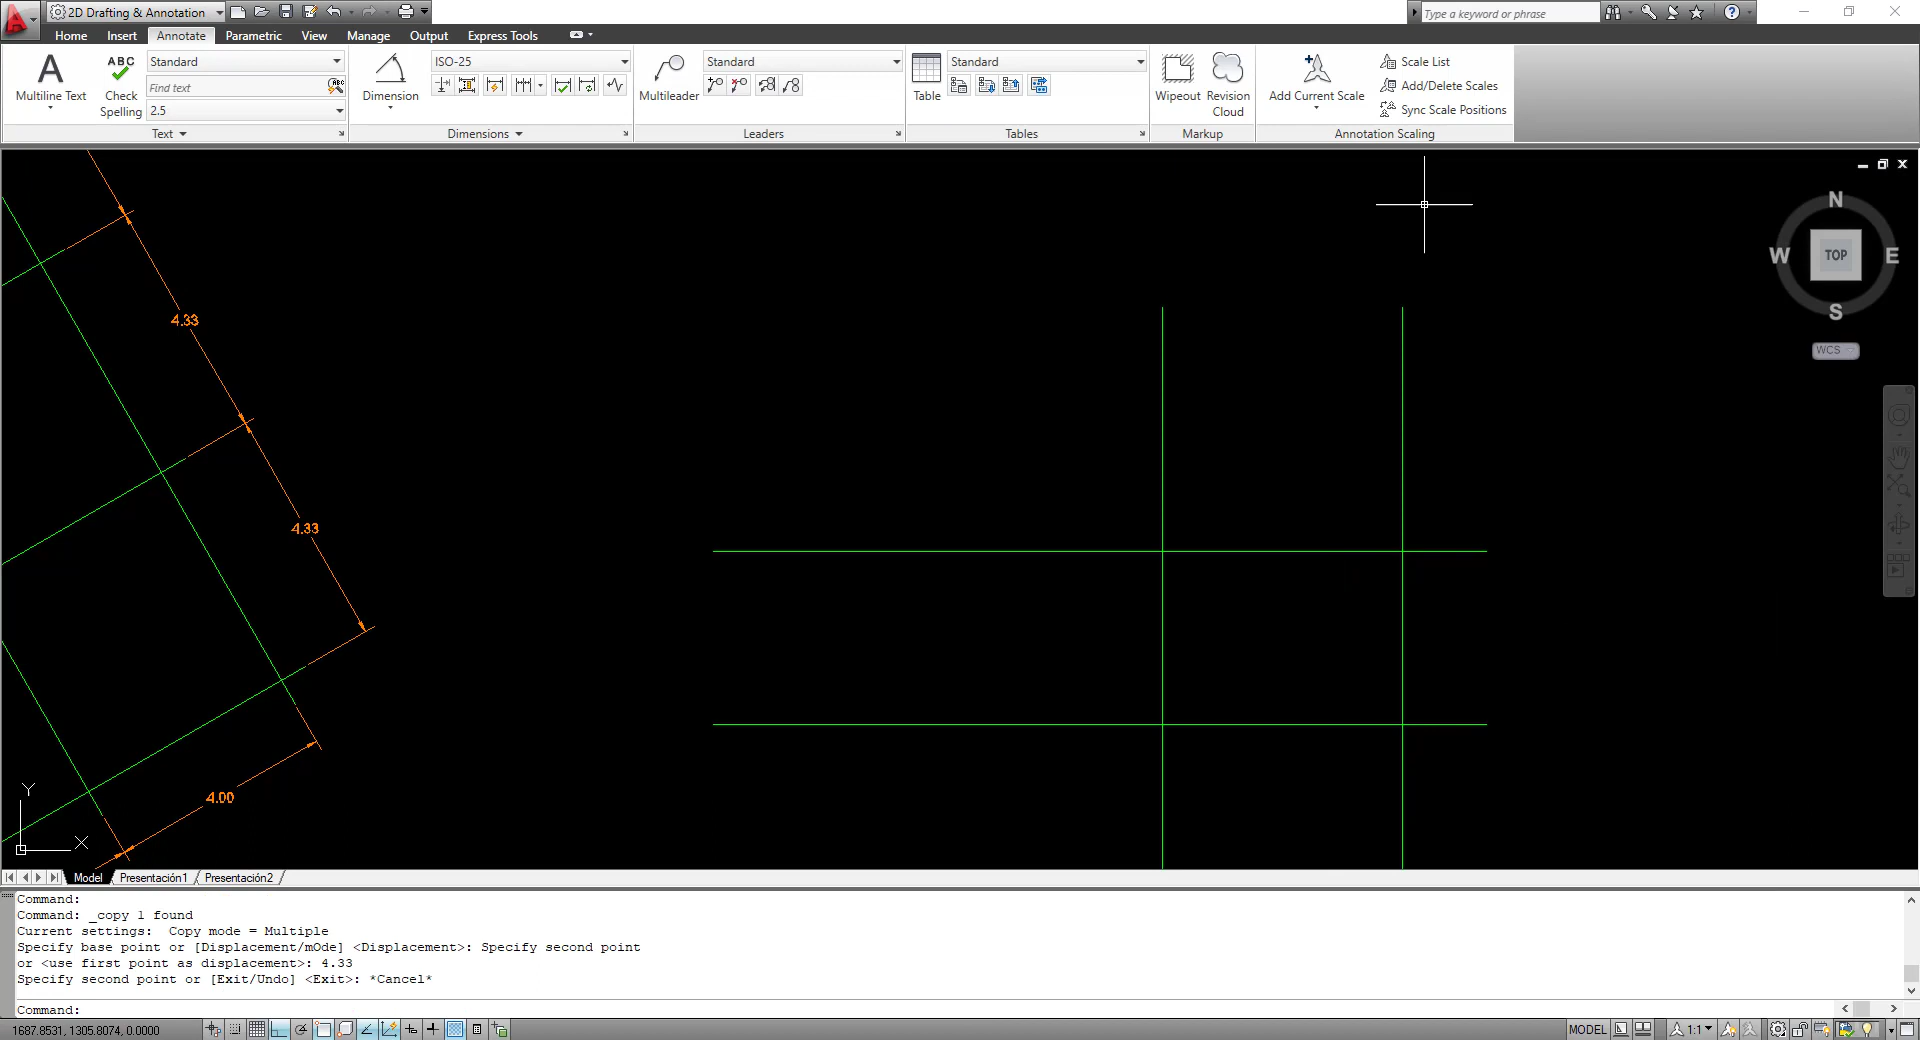 2D Drafting & Annotation
Type a keyword or phrase
Home Insert Annotate Parametric View Manage Output Express Tools
A
Multiline Text
ABC
Check
Spelling
Standard
Find text
2.5
Text
Dimension
ISO-25
Dimensions
Multileader
Standard
Leaders
Table
Standard
Tables
Wipeout
Revision
Cloud
Markup
Add Current Scale
Scale List
Add/Delete Scales
Sync Scale Positions
Annotation Scaling
N
W TOP E
S
WCS
4.33
4.33
4.00
Y
X
Model Presentación1 Presentación2
Command:
Command: _copy 1 found
Current settings:  Copy mode = Multiple
Specify base point or [Displacement/mOde] <Displacement>: Specify second point
or <use first point as displacement>: 4.33
Specify second point or [Exit/Undo] <Exit>: *Cancel*
Command:
1687.8531, 1305.8074, 0.0000
MODEL
1:1